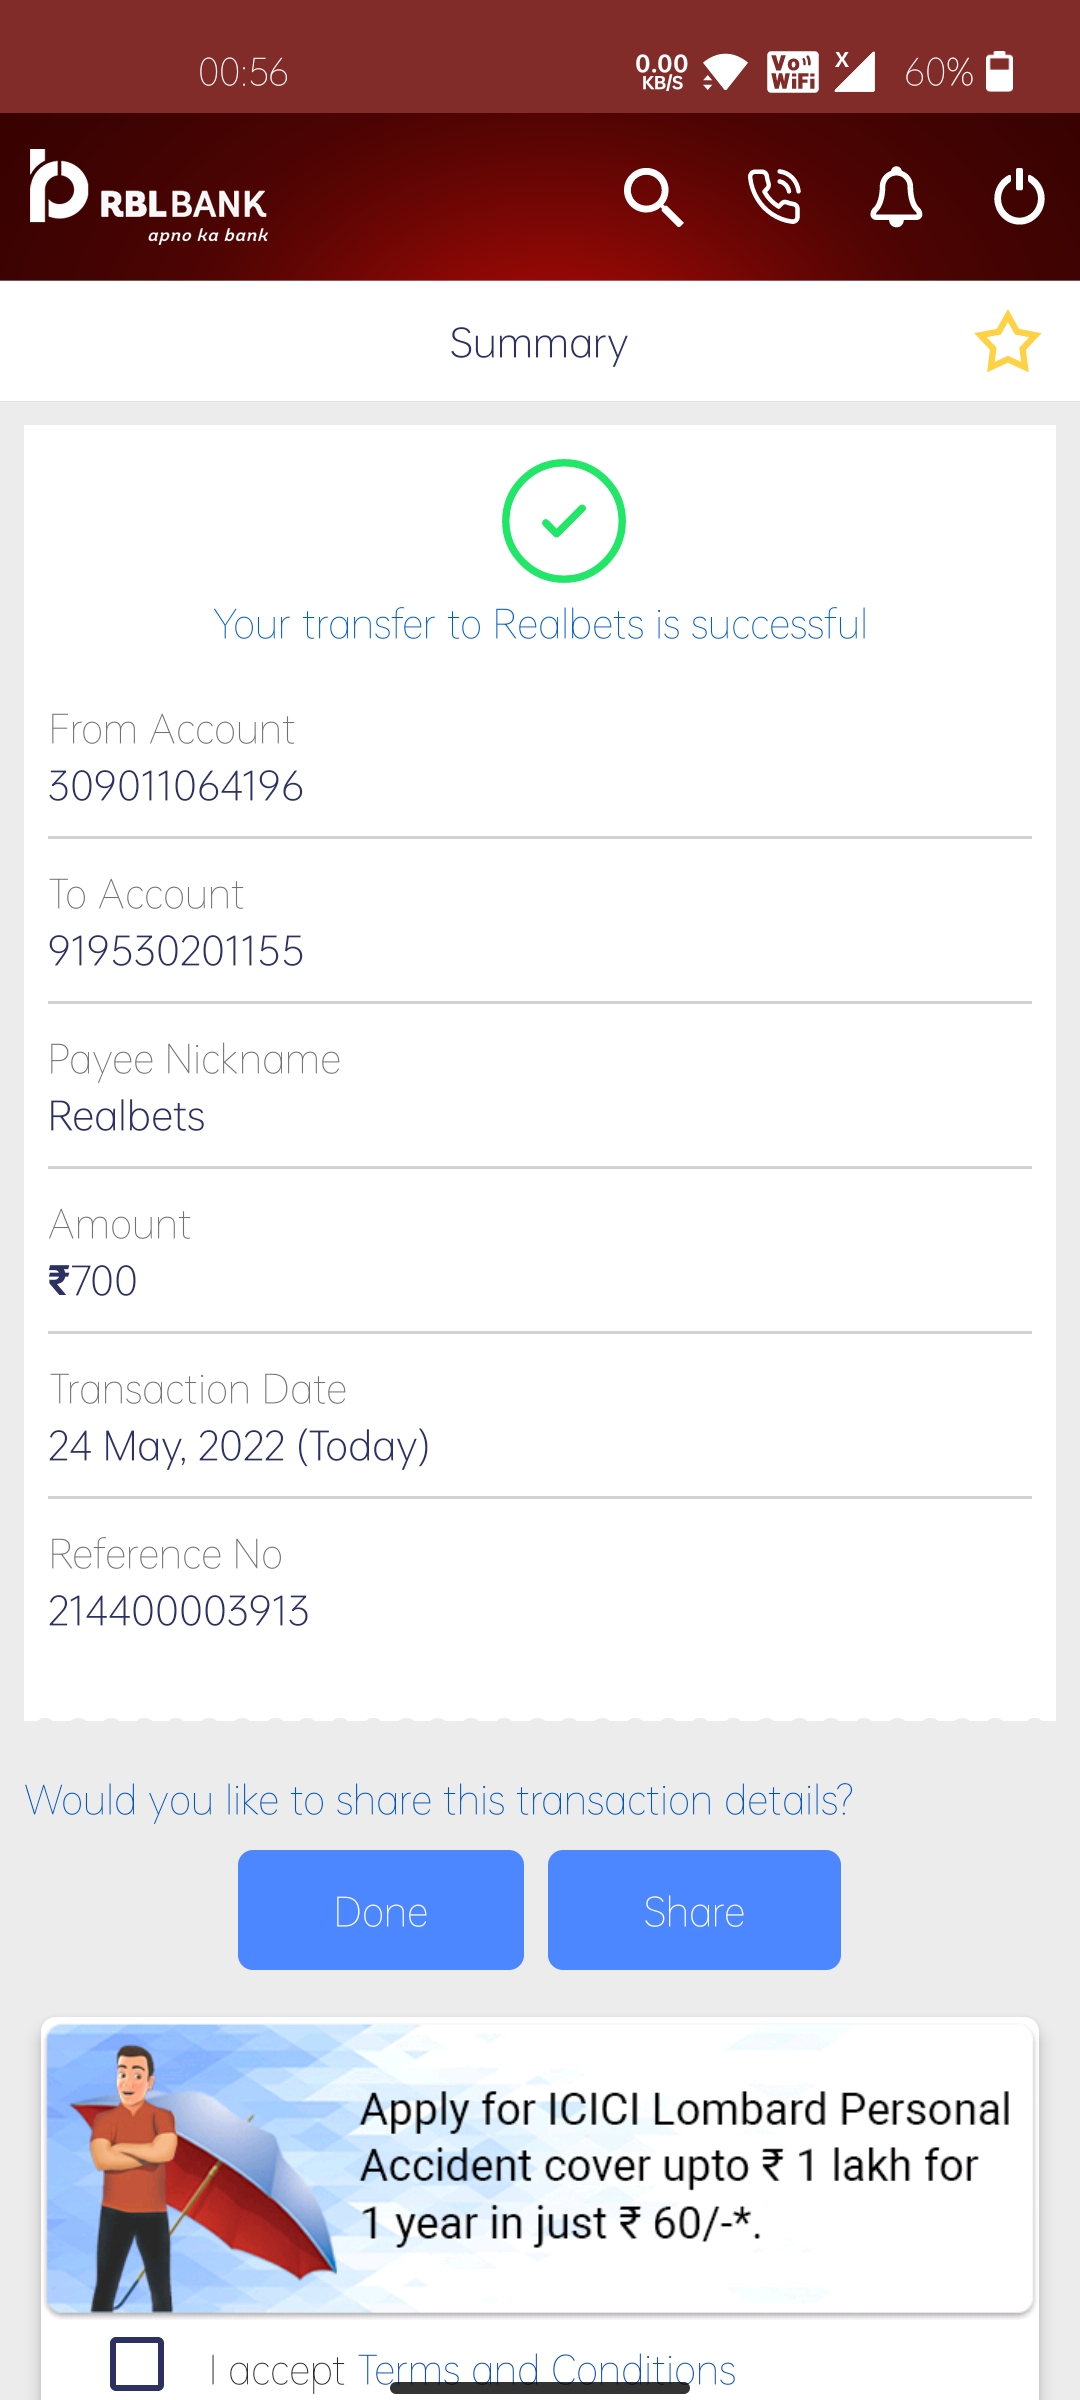 00:56
0.00
KB/S
Vo
WiFi
X
60%
RBL BANK
apno ka bank
Summary
Your transfer to Realbets is successful
From Account
309011064196
To Account
919530201155
Payee Nickname
Realbets
Amount
₹700
Transaction Date
24 May, 2022 (Today)
Reference No
214400003913
Would you like to share this transaction details?
Done
Share
Apply for ICICI Lombard Personal
Accident cover upto ₹ 1 lakh for
1 year in just ₹ 60/-*.
I accept Terms and Conditions